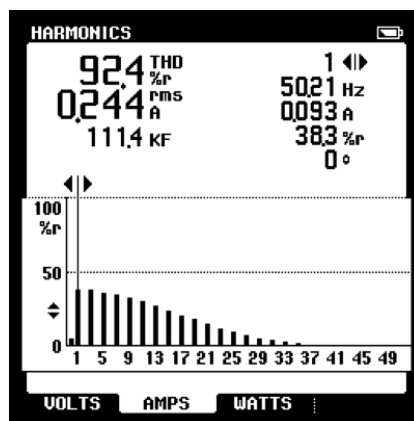 HARMONICS
92.4 THD %r
0.244 rms A
111.4 KF
1
50.21 Hz
0.093 A
38.3 %r
0 °
100
%r
50
0
1 5 9 13 17 21 25 29 33 37 41 45 49
VOLTS AMPS WATTS